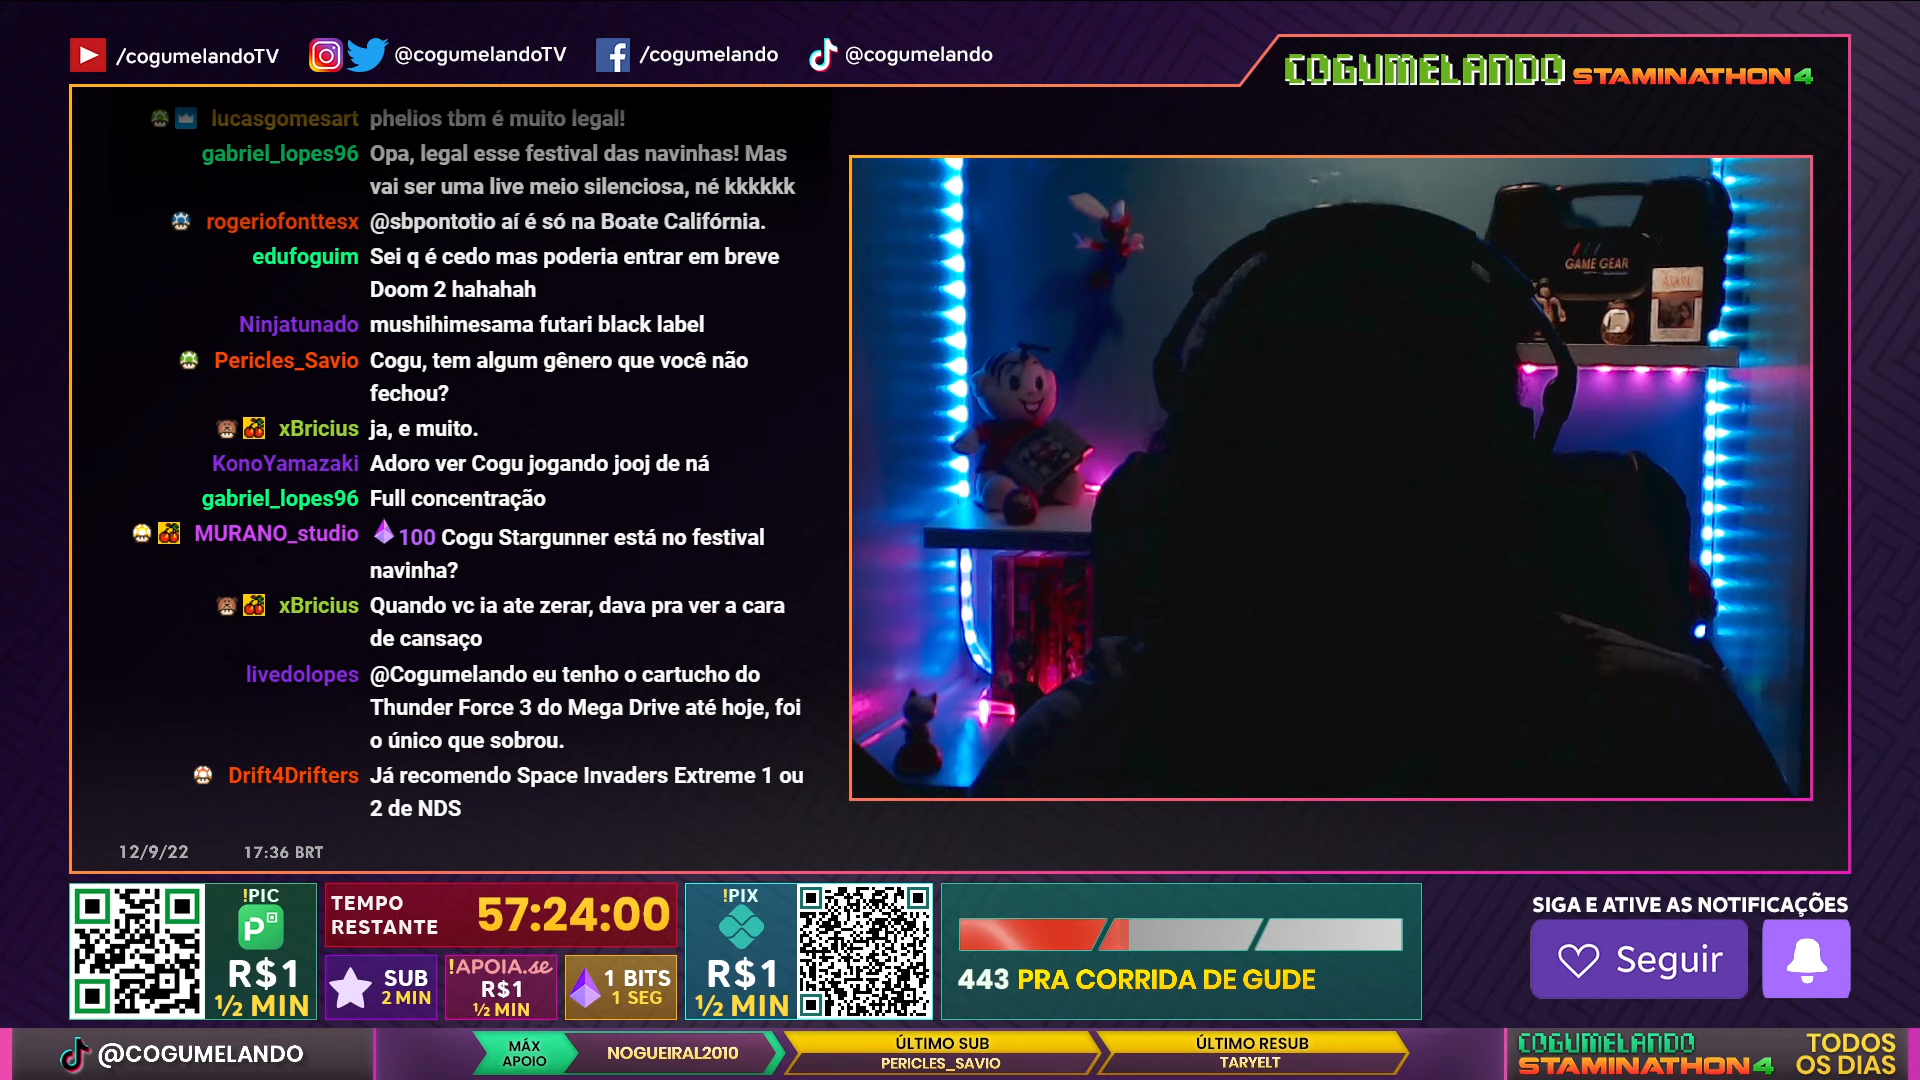 /cogumelandoTV
@cogumelandoTV
/cogumelando
@cogumelando
COGUMELANDO STAMINATHON 4
lucasgomesart phelios tbm é muito legal!
gabriel_lopes96 Opa, legal esse festival das navinhas! Mas
vai ser uma live meio silenciosa, né kkkkkk
rogeriofonttesx @sbpontotio aí é só na Boate Califórnia.
edufoguim Sei q é cedo mas poderia entrar em breve
Doom 2 hahahah
Ninjatunado mushihimesama futari black label
Pericles_Savio Cogu, tem algum gênero que você não
fechou?
xBricius ja, e muito.
KonoYamazaki Adoro ver Cogu jogando jooj de ná
gabriel_lopes96 Full concentração
MURANO_studio 100 Cogu Stargunner está no festival
navinha?
xBricius Quando vc ia ate zerar, dava pra ver a cara
de cansaço
livedolopes @Cogumelando eu tenho o cartucho do
Thunder Force 3 do Mega Drive até hoje, foi
o único que sobrou.
Drift4Drifters Já recomendo Space Invaders Extreme 1 ou
2 de NDS
12/9/22 17:36 BRT
GAME GEAR
ATARI
!PIC
R$1
½ MIN
TEMPO
RESTANTE
57:24:00
SUB
2 MIN
!APOIA.se
R$1
½ MIN
1 BITS
1 SEG
!PIX
R$1
½ MIN
443 PRA CORRIDA DE GUDE
SIGA E ATIVE AS NOTIFICAÇÕES
Seguir
@COGUMELANDO
MÁX
APOIO
NOGUEIRAL2010
ÚLTIMO SUB
PERICLES_SAVIO
ÚLTIMO RESUB
TARYELT
COGUMELANDO
STAMINATHON 4
TODOS
OS DIAS